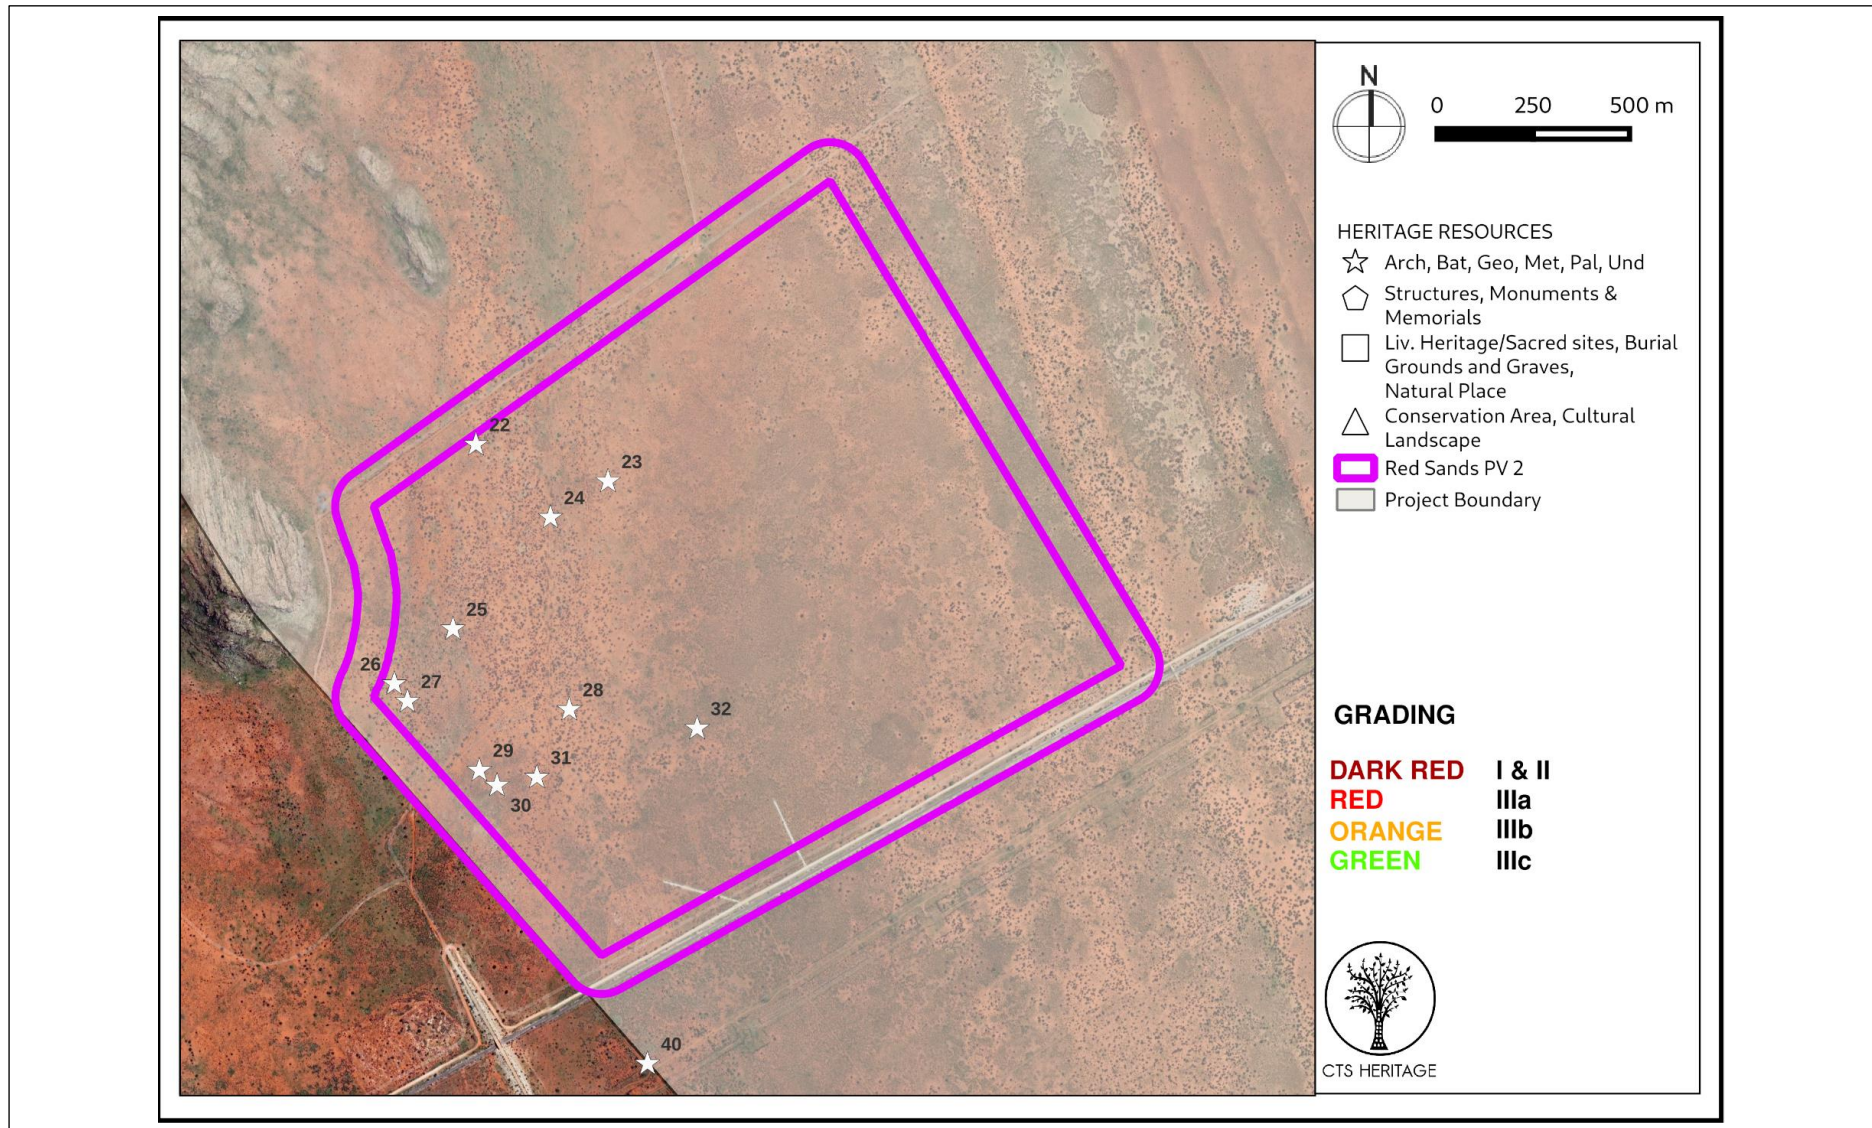 N
0 250 500 m
HERITAGE RESOURCES
Arch, Bat, Geo, Met, Pal, Und
Structures, Monuments &
Memorials
Liv. Heritage/Sacred sites, Burial
Grounds and Graves,
Natural Place
Conservation Area, Cultural
Landscape
Red Sands PV 2
Project Boundary
GRADING
DARK RED I & II
RED IIIa
ORANGE IIIb
GREEN IIIc
CTS HERITAGE
22
23
24
25
26
27
28
32
29
31
30
40